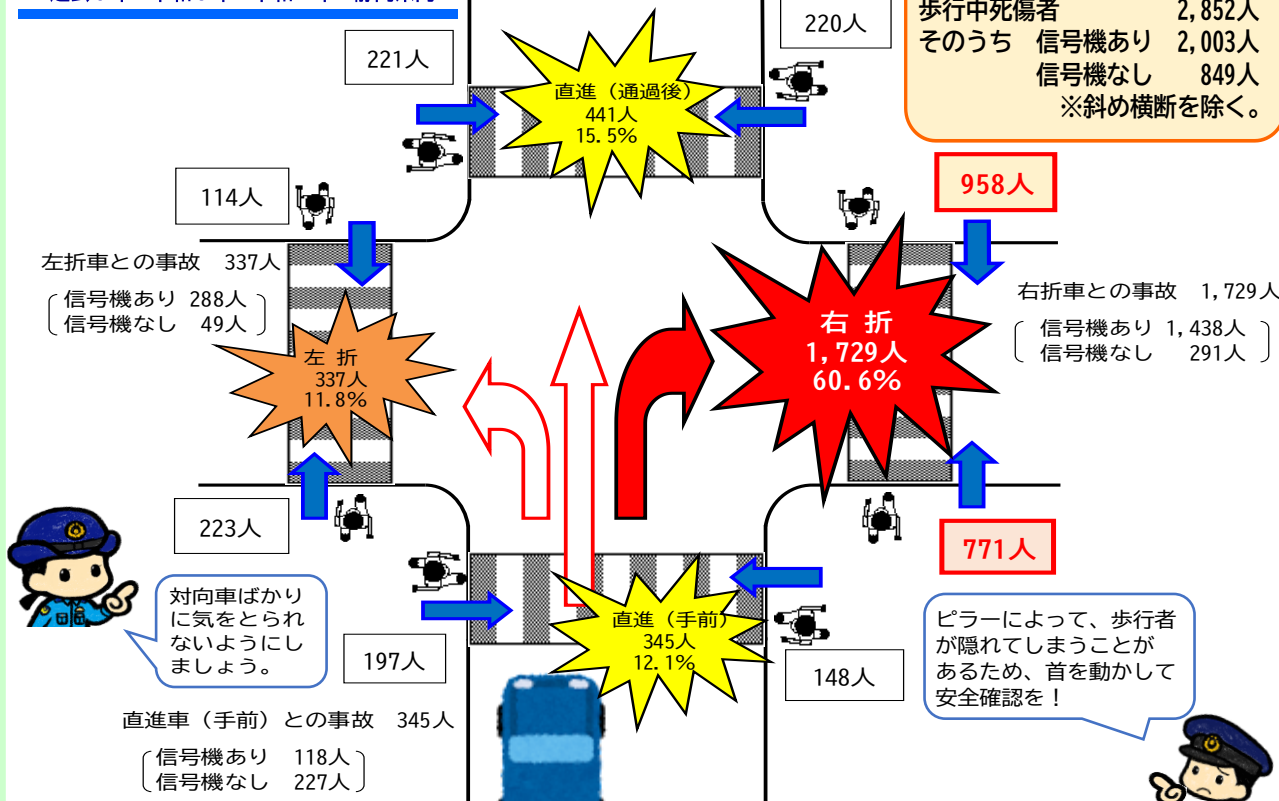 歩行中死傷者 2,852人
そのうち 信号機あり 2,003人
信号機なし 849人
※斜め横断を除く。
221人
220人
直進（通過後）
441人
15.5%
114人
958人
左折車との事故 337人
信号機あり 288人
信号機なし 49人
右折車との事故 1,729人
信号機あり 1,438人
信号機なし 291人
左 折
337人
11.8%
右 折
1,729人
60.6%
223人
771人
対向車ばかり
に気をとられ
ないようにし
ましょう。
197人
直進（手前）
345人
12.1%
148人
ピラーによって、歩行者
が隠れてしまうことが
あるため、首を動かして
安全確認を！
直進車（手前）との事故 345人
信号機あり 118人
信号機なし 227人